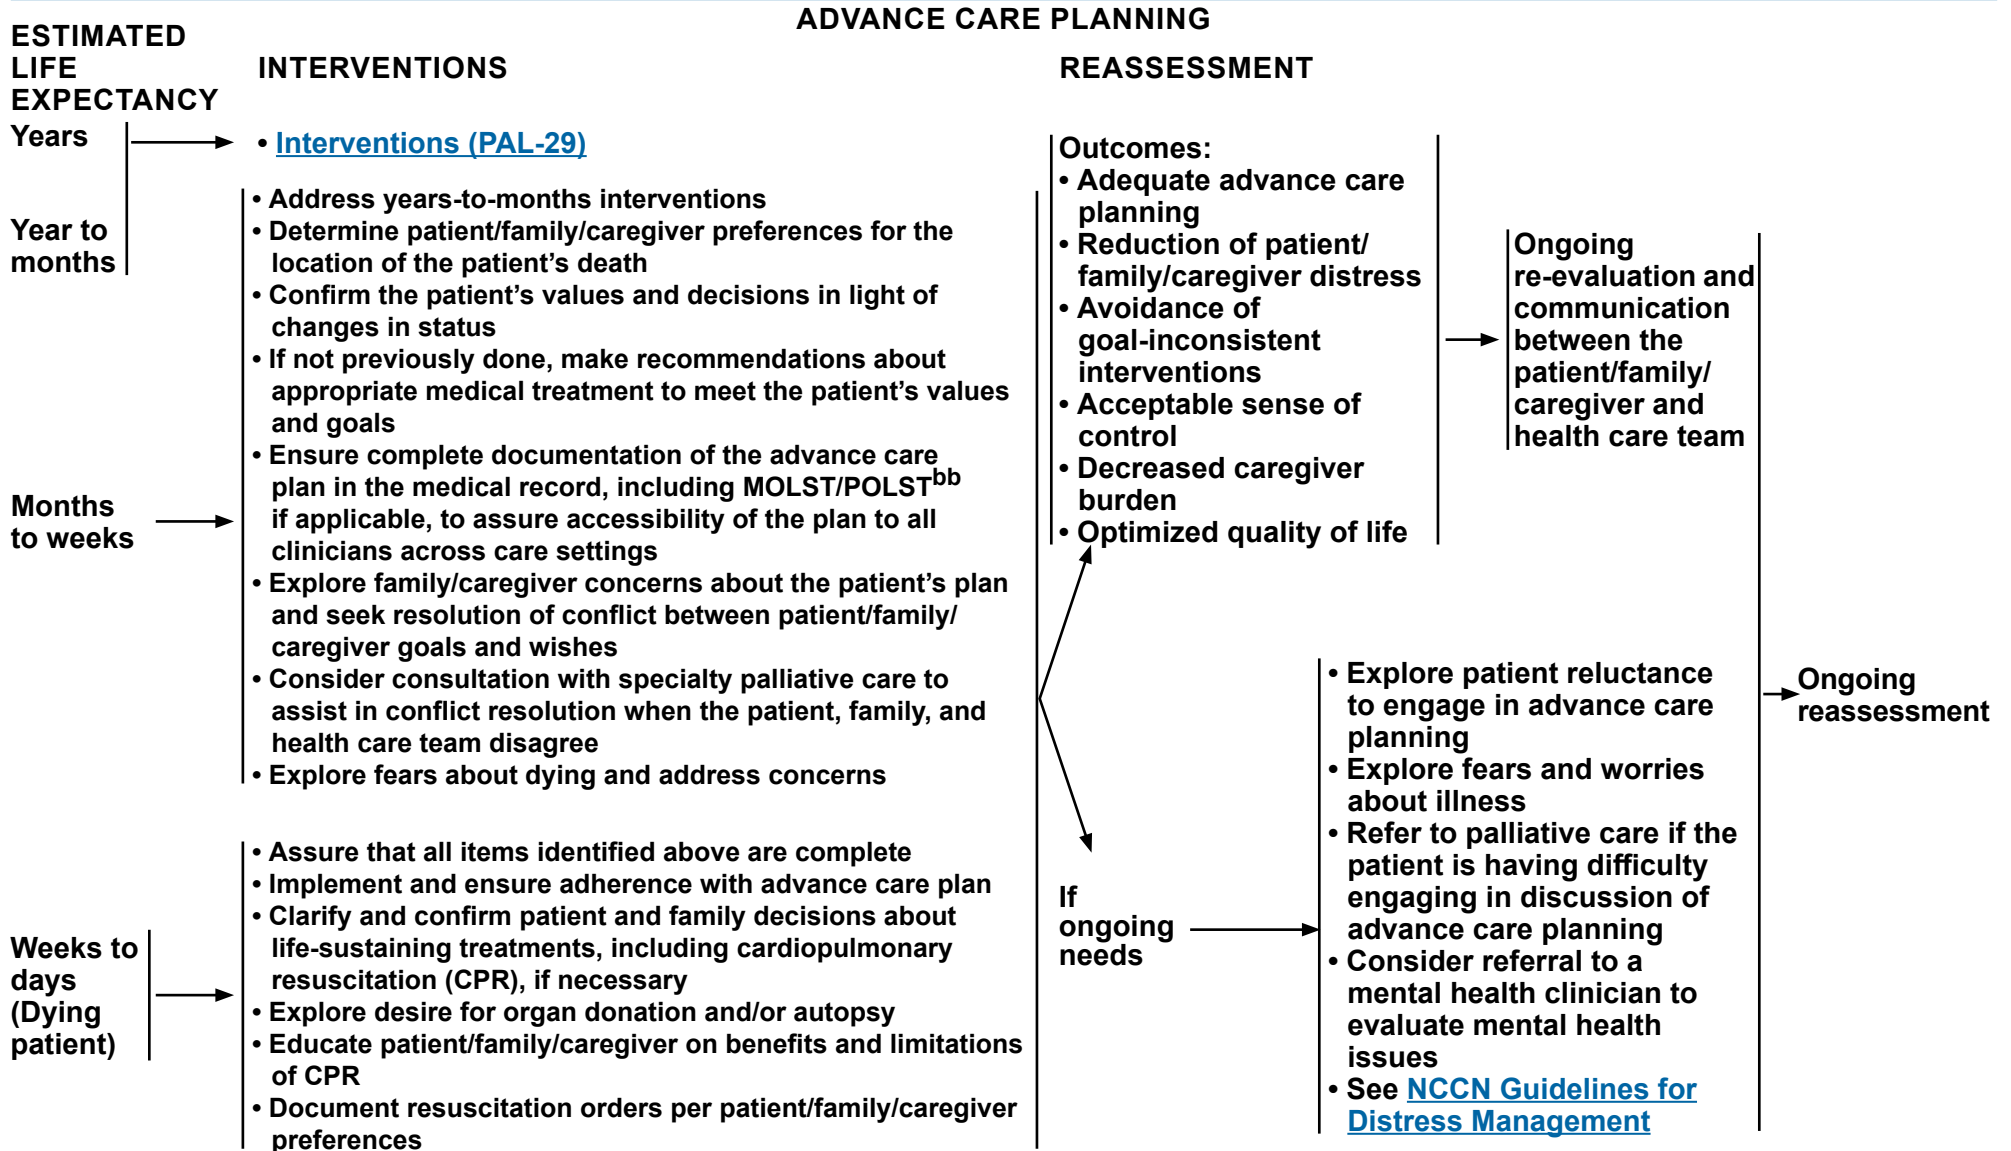 ADVANCE CARE PLANNING
ESTIMATED
LIFE
EXPECTANCY
INTERVENTIONS
REASSESSMENT
Years
• Interventions (PAL-29)
Year to
months
Months
to weeks
• Address years-to-months interventions
• Determine patient/family/caregiver preferences for the
location of the patient’s death
• Confirm the patient’s values and decisions in light of
changes in status
• If not previously done, make recommendations about
appropriate medical treatment to meet the patient’s values
and goals
• Ensure complete documentation of the advance care
plan in the medical record, including MOLST/POLSTbb
if applicable, to assure accessibility of the plan to all
clinicians across care settings
• Explore family/caregiver concerns about the patient’s plan
and seek resolution of conflict between patient/family/
caregiver goals and wishes
• Consider consultation with specialty palliative care to
assist in conflict resolution when the patient, family, and
health care team disagree
• Explore fears about dying and address concerns
Weeks to
days
(Dying
patient)
• Assure that all items identified above are complete
• Implement and ensure adherence with advance care plan
• Clarify and confirm patient and family decisions about
life-sustaining treatments, including cardiopulmonary
resuscitation (CPR), if necessary
• Explore desire for organ donation and/or autopsy
• Educate patient/family/caregiver on benefits and limitations
of CPR
• Document resuscitation orders per patient/family/caregiver
preferences
Outcomes:
• Adequate advance care
planning
• Reduction of patient/
family/caregiver distress
• Avoidance of
goal-inconsistent
interventions
• Acceptable sense of
control
• Decreased caregiver
burden
• Optimized quality of life
Ongoing
re-evaluation and
communication
between the
patient/family/
caregiver and
health care team
If
ongoing
needs
• Explore patient reluctance
to engage in advance care
planning
• Explore fears and worries
about illness
• Refer to palliative care if the
patient is having difficulty
engaging in discussion of
advance care planning
• Consider referral to a
mental health clinician to
evaluate mental health
issues
• See NCCN Guidelines for
Distress Management
Ongoing
reassessment